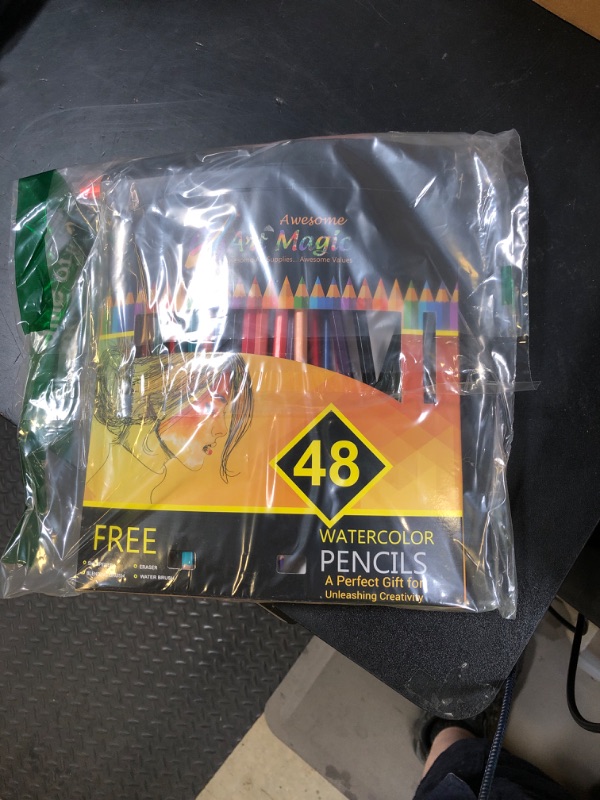 Awesome
Art Magic
Supplies... Awesome Values
48
FREE
ERASER
WATER BRUSH
WATERCOLOR
PENCILS
A Perfect Gift for
Unleashing Creativity